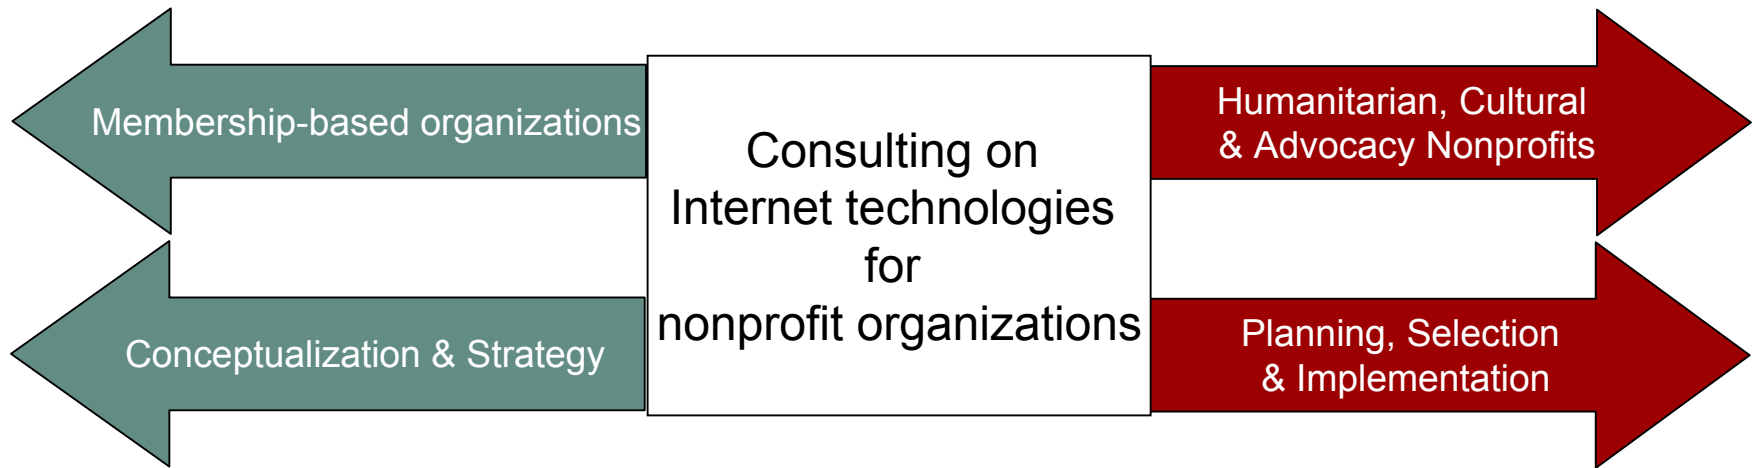 Membership-based organizations
Conceptualization & Strategy
Consulting on
Internet technologies
for
nonprofit organizations
Humanitarian, Cultural
& Advocacy Nonprofits
Planning, Selection
& Implementation